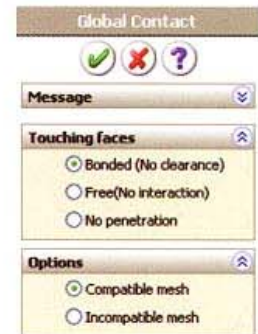 Global Contact
?
Message
Touching faces
Bonded (No clearance)
Free(No interaction)
No penetration
Options
Compatible mesh
Incompatible mesh